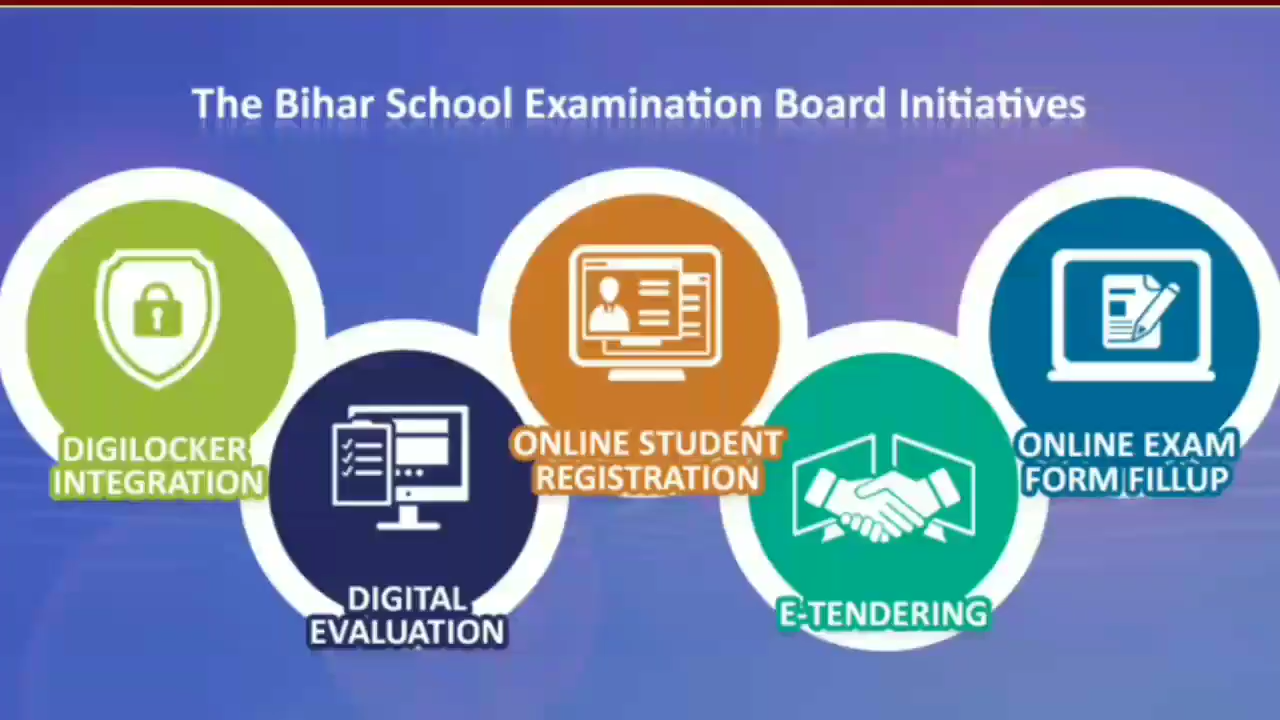 The Bihar School Examination Board Initiatives
DIGILOCKER
INTEGRATION
DIGITAL
EVALUATION
ONLINE STUDENT
REGISTRATION
E-TENDERING
ONLINE EXAM
FORM FILLUP